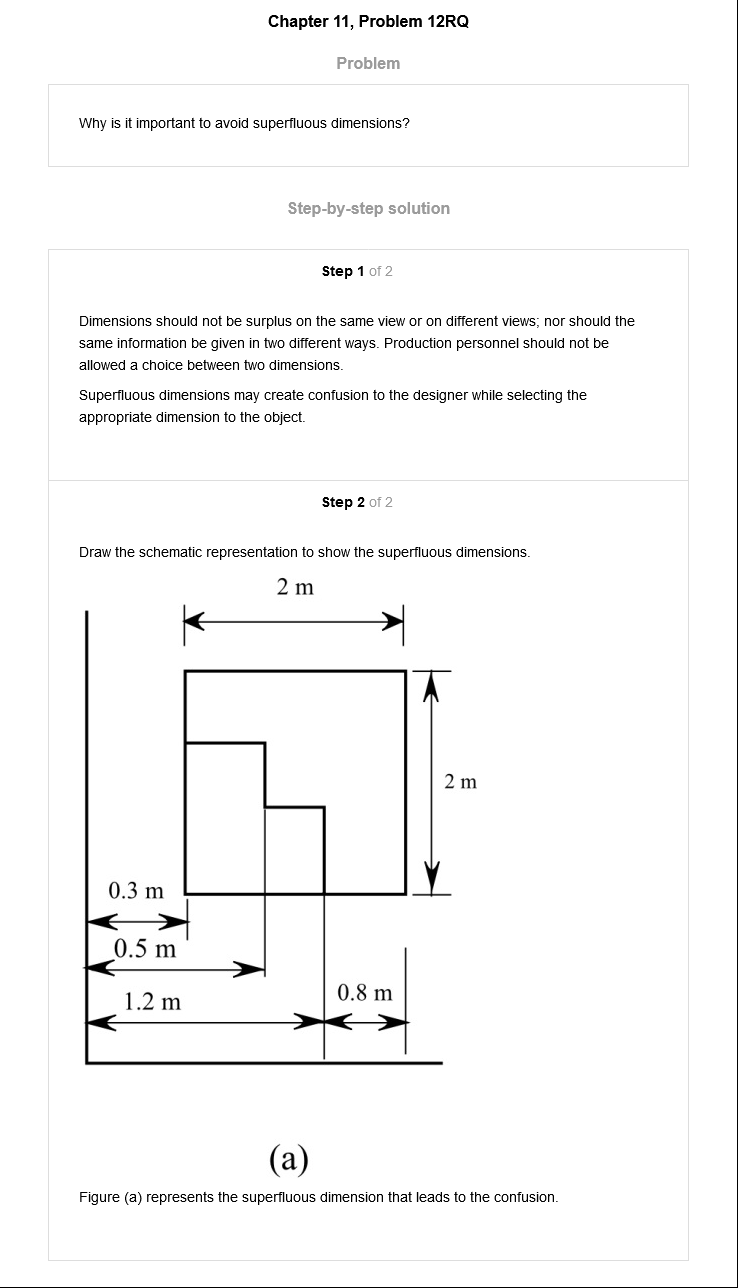 Chapter 11, Problem 12RQ
Problem
Why is it important to avoid superfluous dimensions?
Step-by-step solution
Step 1 of 2
Dimensions should not be surplus on the same view or on different views; nor should the
same information be given in two different ways. Production personnel should not be
allowed a choice between two dimensions.
Superfluous dimensions may create confusion to the designer while selecting the
appropriate dimension to the object.
Step 2 of 2
Draw the schematic representation to show the superfluous dimensions.
2 m
2 m
0.3 m
0.5 m
1.2 m
0.8 m
(a)
Figure (a) represents the superfluous dimension that leads to the confusion.